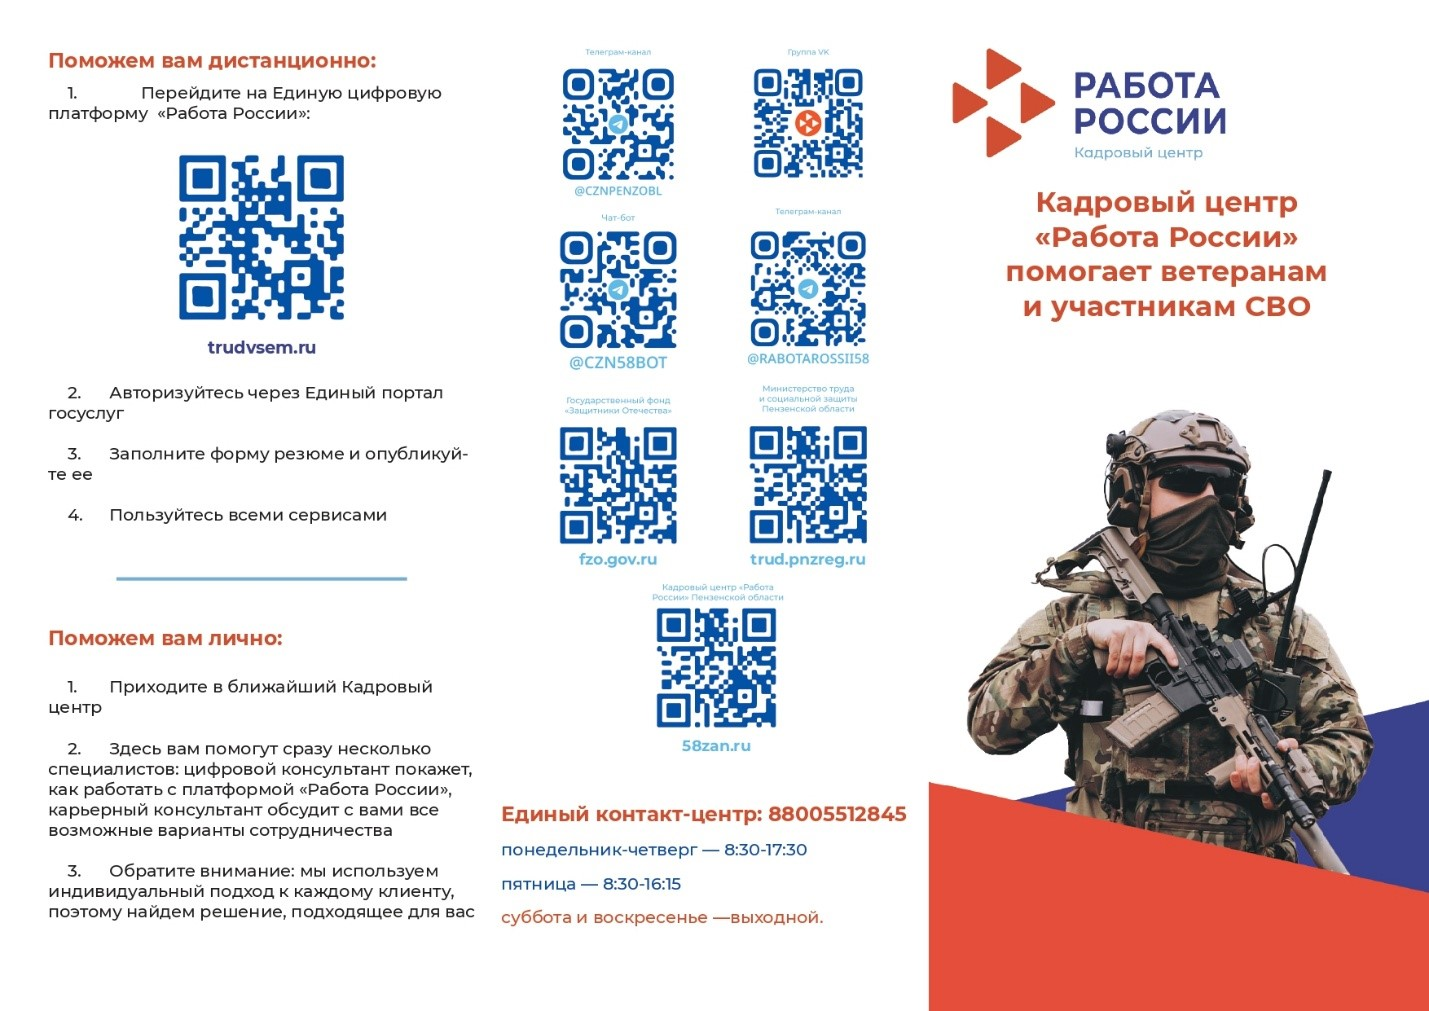 Поможем вам дистанционно:
1. Перейдите на Единую цифровую
платформу «Работа России»:
trudvsem.ru
2. Авторизуйтесь через Единый портал
госуслуг
3. Заполните форму резюме и опубликуй-
те ее
4. Пользуйтесь всеми сервисами
Поможем вам лично:
1. Приходите в ближайший Кадровый
центр
2. Здесь вам помогут сразу несколько
специалистов: цифровой консультант покажет,
как работать с платформой «Работа России»,
карьерный консультант обсудит с вами все
возможные варианты сотрудничества
3. Обратите внимание: мы используем
индивидуальный подход к каждому клиенту,
поэтому найдем решение, подходящее для вас
Телеграм-канал
@CZNPENZOBL
Группа VK
Чат-бот
@CZN58BOT
Телеграм-канал
@RABOTAROSSII58
Государственный фонд
«Защитники Отечества»
fzo.gov.ru
Министерство труда
и социальной защиты
Пензенской области
trud.pnzreg.ru
Кадровый центр «Работа
России» Пензенской области
58zan.ru
Единый контакт-центр: 88005512845
понедельник-четверг — 8:30-17:30
пятница — 8:30-16:15
суббота и воскресенье —выходной.
РАБОТА
РОССИИ
Кадровый центр
Кадровый центр
«Работа России»
помогает ветеранам
и участникам СВО